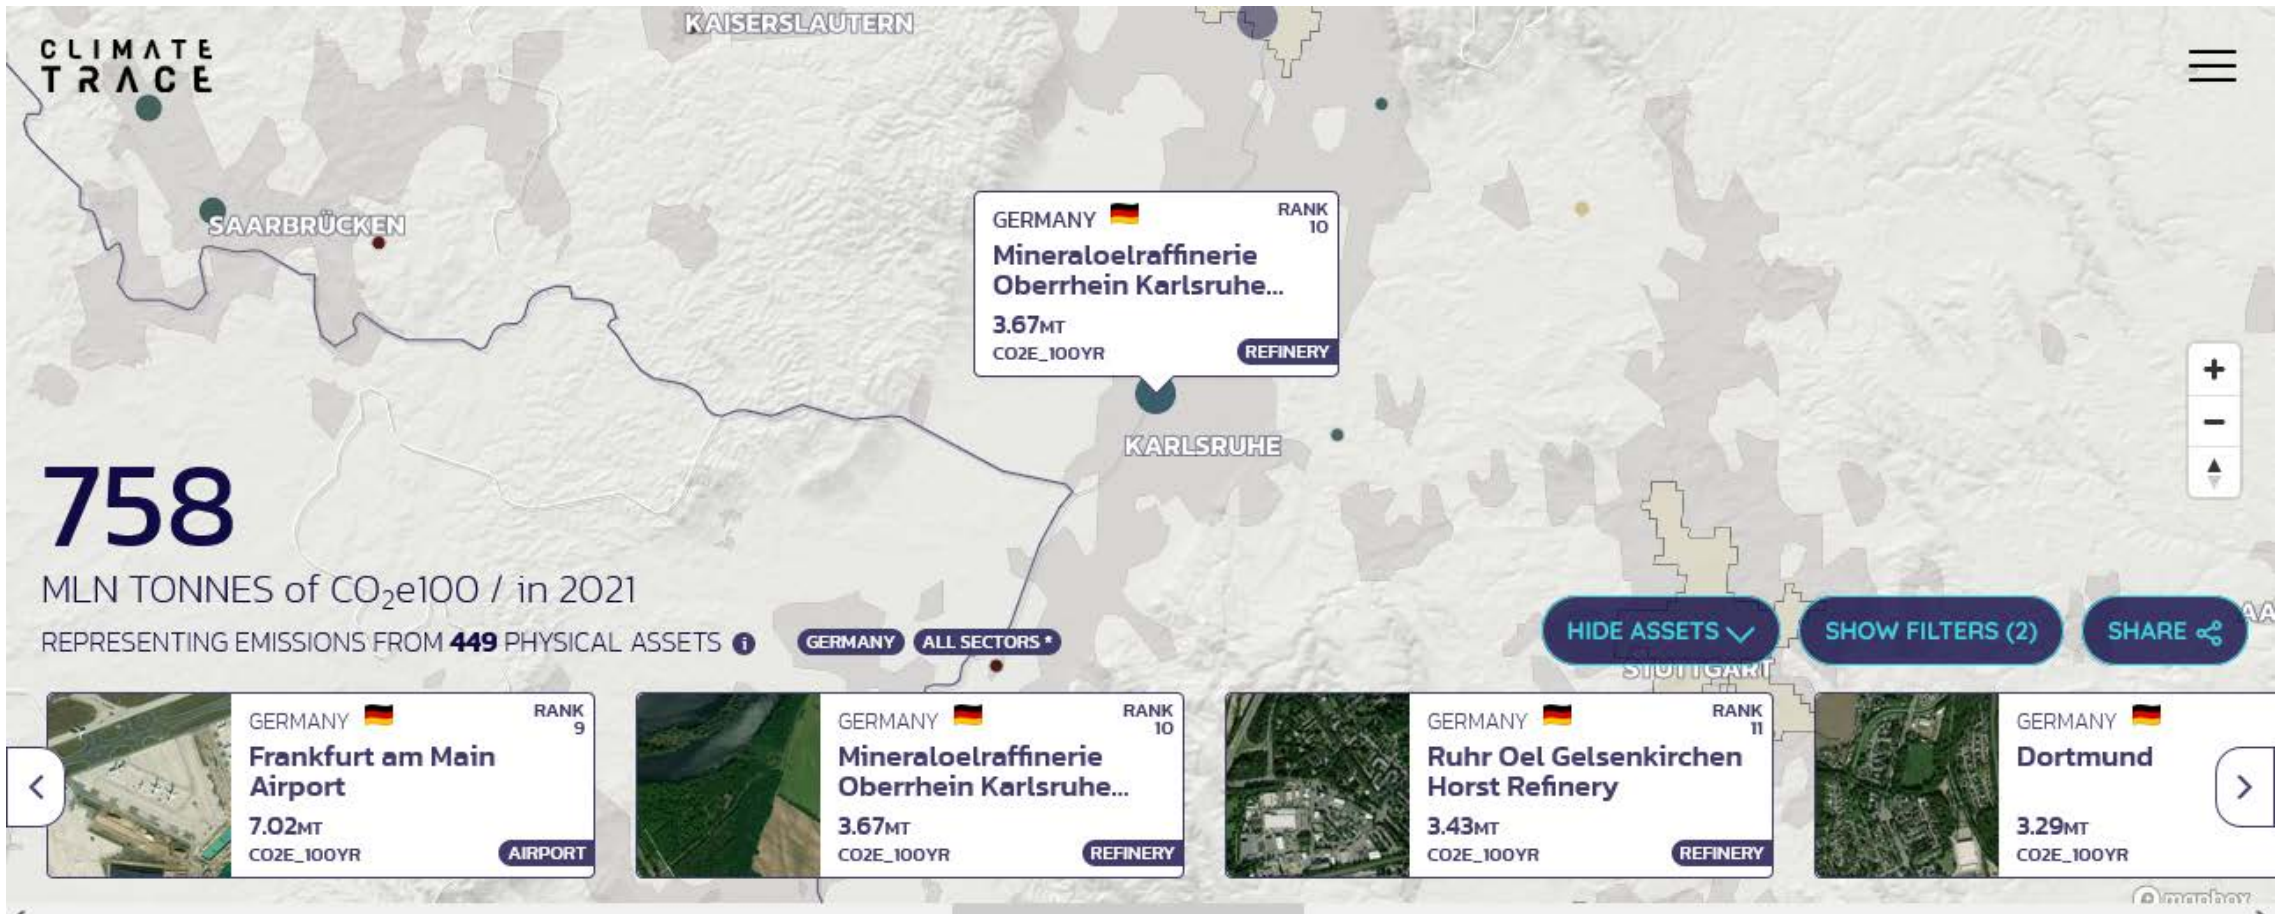 KAISERSLAUTERN
CLIMATE
TRACE
SAARBRÜCKEN
GERMANY
RANK
10
Mineraloelraffinerie
Oberrhein Karlsruhe...
3.67MT
CO2E_100YR
REFINERY
KARLSRUHE
758
MLN TONNES of CO₂e100 / in 2021
REPRESENTING EMISSIONS FROM 449 PHYSICAL ASSETS
GERMANY
ALL SECTORS *
HIDE ASSETS
SHOW FILTERS (2)
SHARE
STUTTGART
GERMANY
RANK
9
Frankfurt am Main
Airport
7.02MT
CO2E_100YR
AIRPORT
GERMANY
RANK
10
Mineraloelraffinerie
Oberrhein Karlsruhe...
3.67MT
CO2E_100YR
REFINERY
GERMANY
RANK
11
Ruhr Oel Gelsenkirchen
Horst Refinery
3.43MT
CO2E_100YR
REFINERY
GERMANY
Dortmund
3.29MT
CO2E_100YR
mapbox